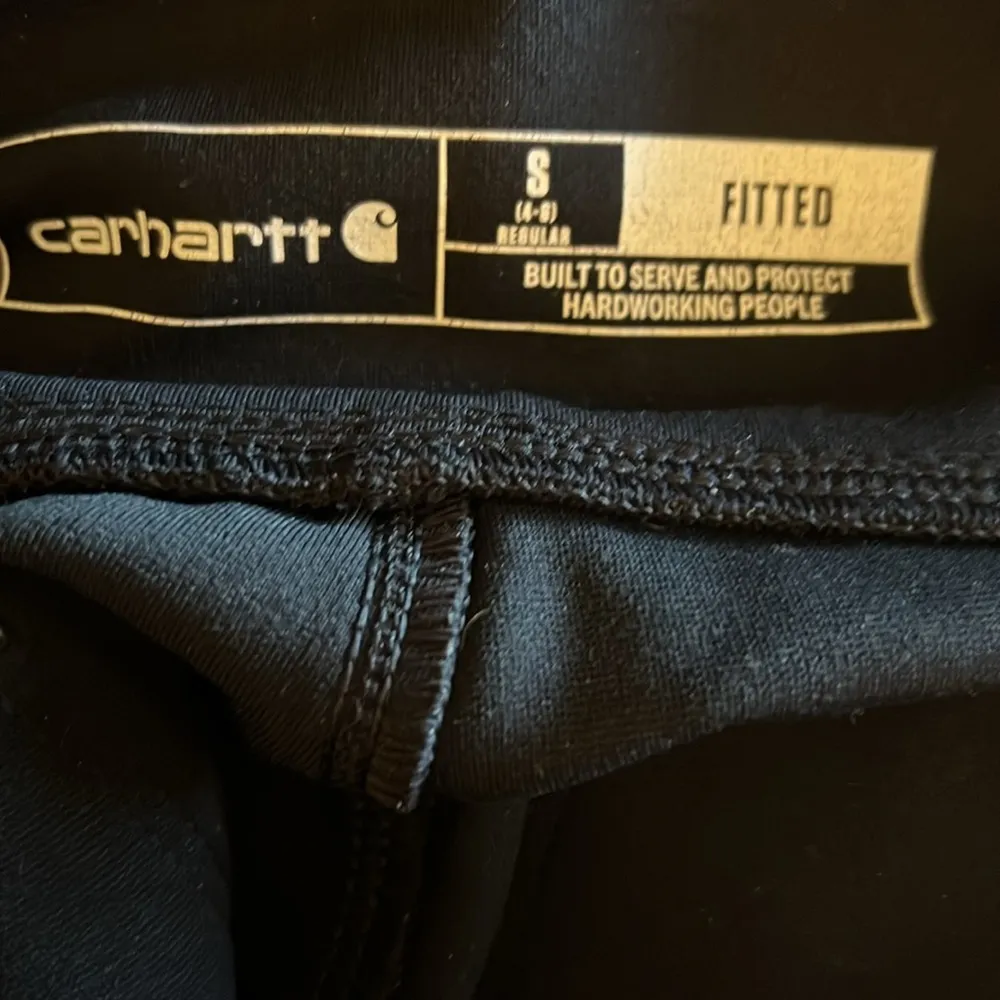 carhartt
S
(4-6)
REGULAR
FITTED
BUILT TO SERVE AND PROTECT
HARDWORKING PEOPLE